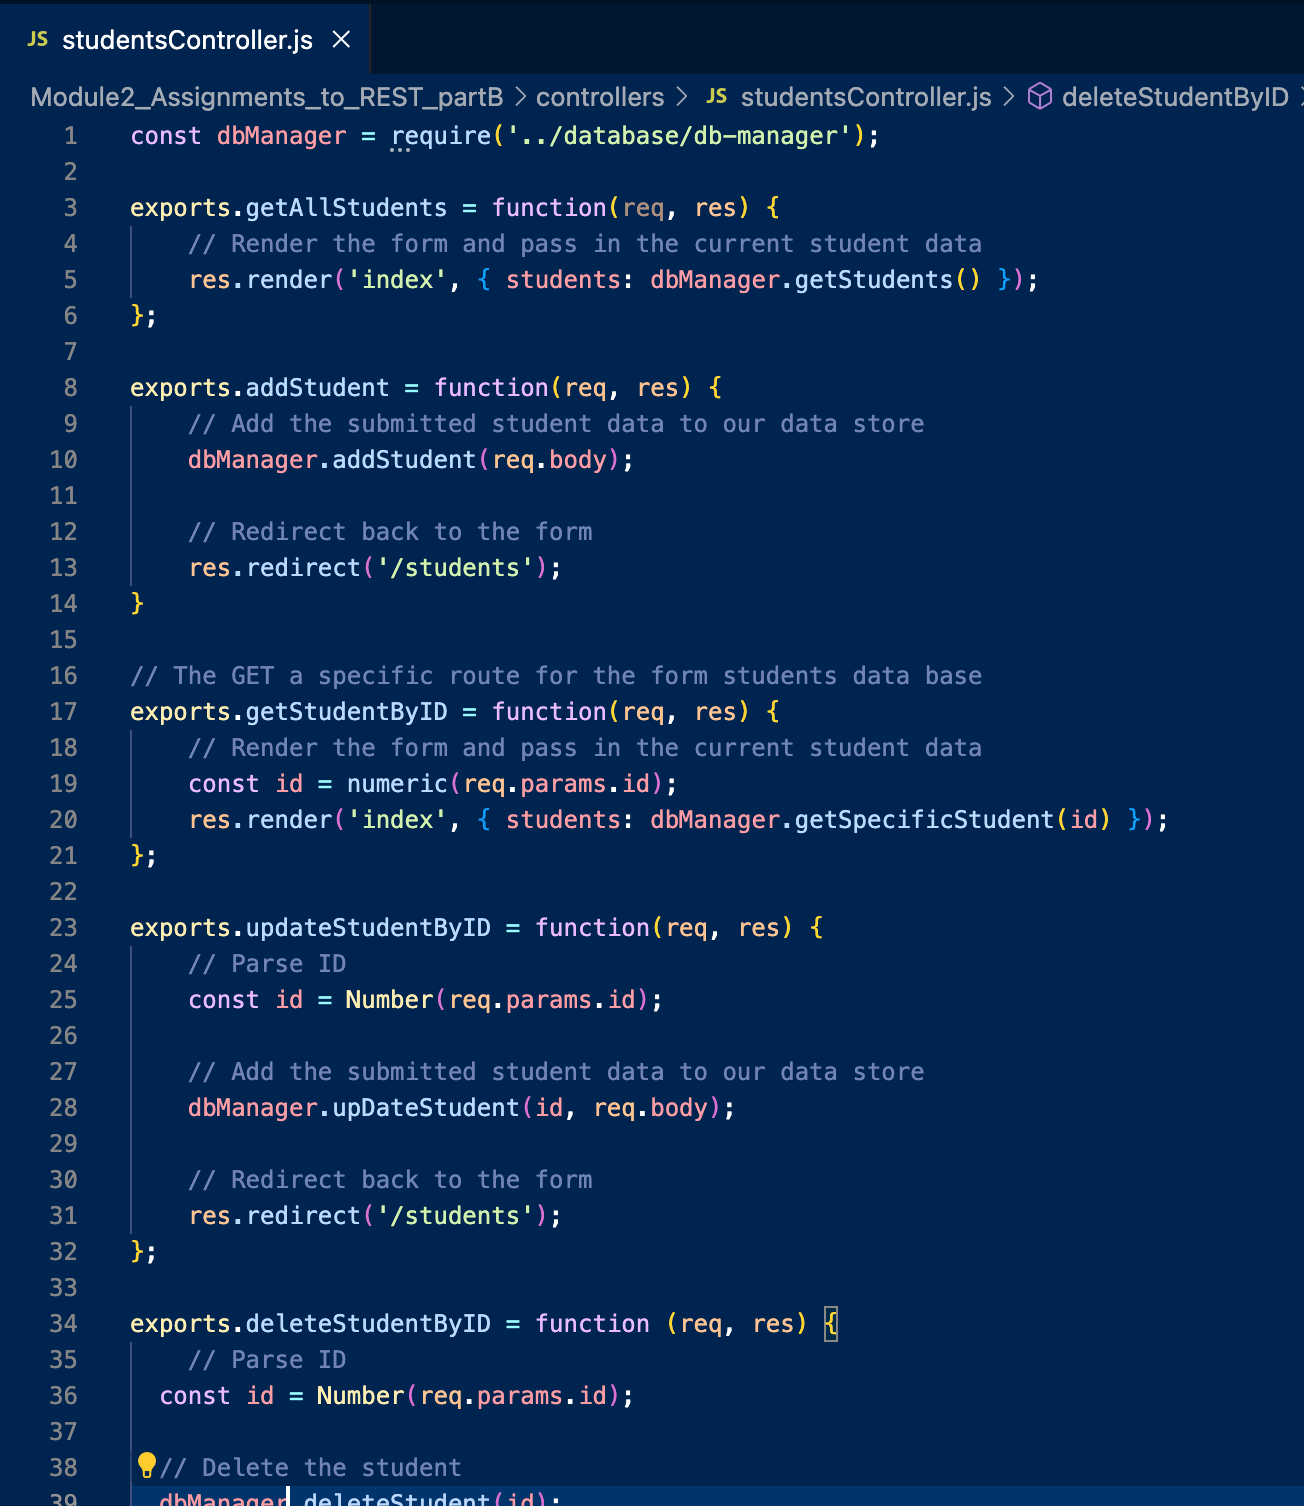 JS studentsController.js ×
Module2_Assignments_to_REST_partB > controllers > JS studentsController.js > deleteStudentByID >
1 const dbManager = require('../database/db-manager');
2
3 exports.getAllStudents = function(req, res) {
4     // Render the form and pass in the current student data
5     res.render('index', { students: dbManager.getStudents() });
6 };
7
8 exports.addStudent = function(req, res) {
9     // Add the submitted student data to our data store
10     dbManager.addStudent(req.body);
11
12     // Redirect back to the form
13     res.redirect('/students');
14 }
15
16 // The GET a specific route for the form students data base
17 exports.getStudentByID = function(req, res) {
18     // Render the form and pass in the current student data
19     const id = numeric(req.params.id);
20     res.render('index', { students: dbManager.getSpecificStudent(id) });
21 };
22
23 exports.updateStudentByID = function(req, res) {
24     // Parse ID
25     const id = Number(req.params.id);
26
27     // Add the submitted student data to our data store
28     dbManager.upDateStudent(id, req.body);
29
30     // Redirect back to the form
31     res.redirect('/students');
32 };
33
34 exports.deleteStudentByID = function (req, res) {
35     // Parse ID
36   const id = Number(req.params.id);
37
38   // Delete the student
39   dbManager.deleteStudent(id);